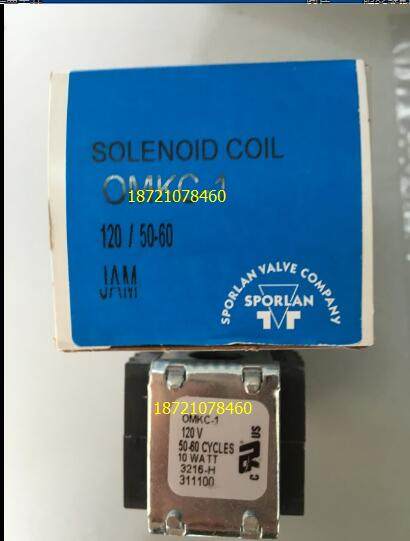 SOLENOID COIL
OMKC-1
18721078460
120 / 50-60
JAM
SPORLAN VALVE COMPANY
SPORLAN
18721078460
OMKC-1
120 V
50-60 CYCLES
10 WATT
3216-H
311100
C US